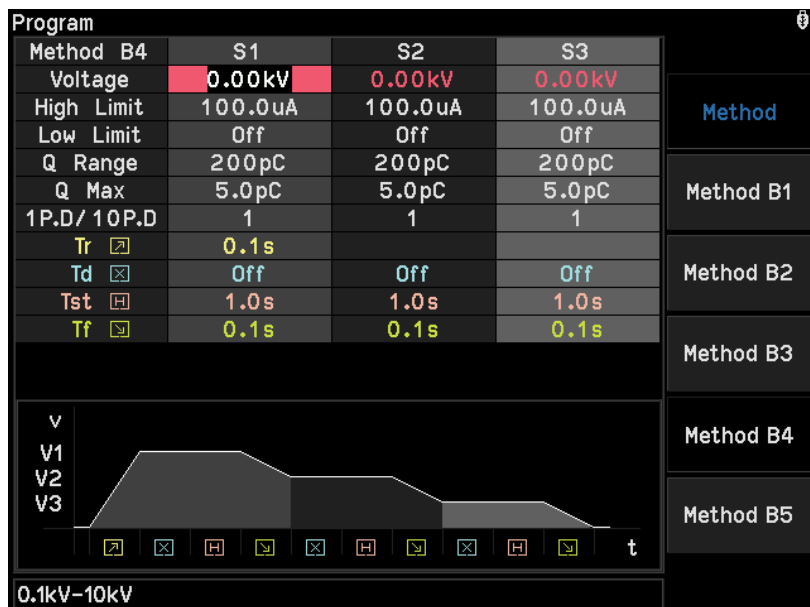 Program
Method B4 S1 S2 S3
Voltage 0.00kV 0.00kV 0.00kV
High Limit 100.0uA 100.0uA 100.0uA
Low Limit Off Off Off
Q Range 200pC 200pC 200pC
Q Max 5.0pC 5.0pC 5.0pC
1P.D/10P.D 1 1 1
Tr 0.1s
Td Off Off Off
Tst H 1.0s 1.0s 1.0s
Tf 0.1s 0.1s 0.1s
Method
Method B1
Method B2
Method B3
Method B4
Method B5
V
V1
V2
V3
H H H t
0.1kV-10kV